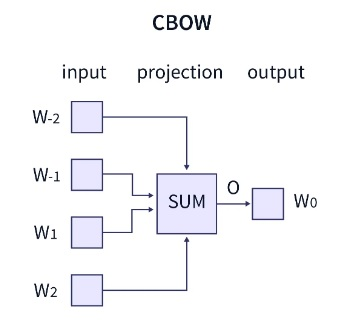 CBOW
input projection output
W-2
W-1
SUM
O
W0
W1
W2